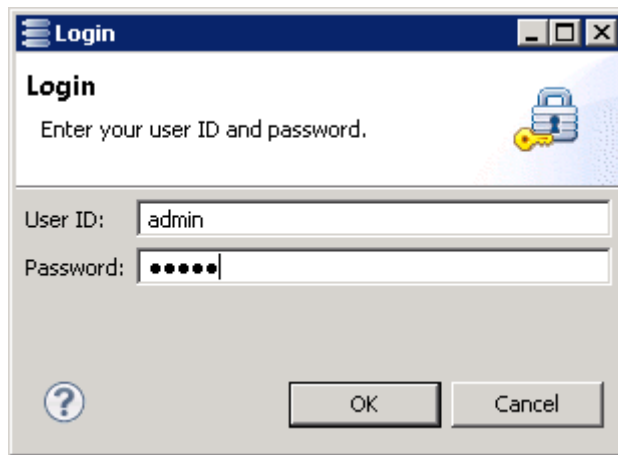 Login
Login
Enter your user ID and password.
User ID: admin
Password: ●●●●●
?
OK Cancel